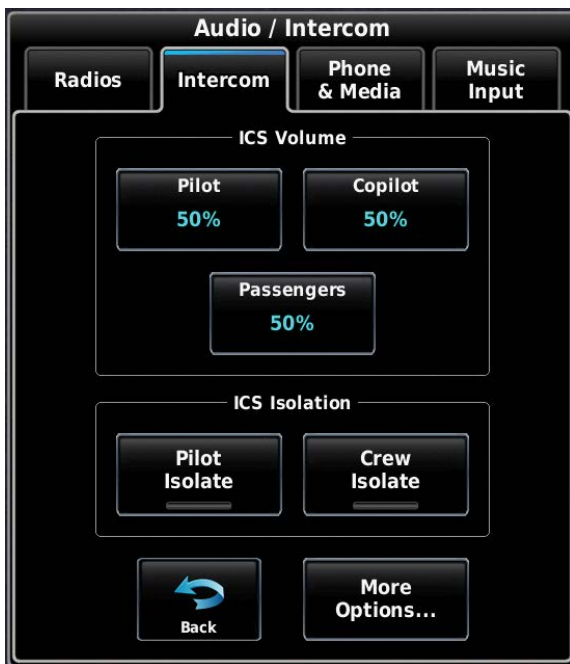 Audio / Intercom
Radios
Intercom
Phone
& Media
Music
Input
ICS Volume
Pilot
50%
Copilot
50%
Passengers
50%
ICS Isolation
Pilot
Isolate
Crew
Isolate
Back
More
Options...